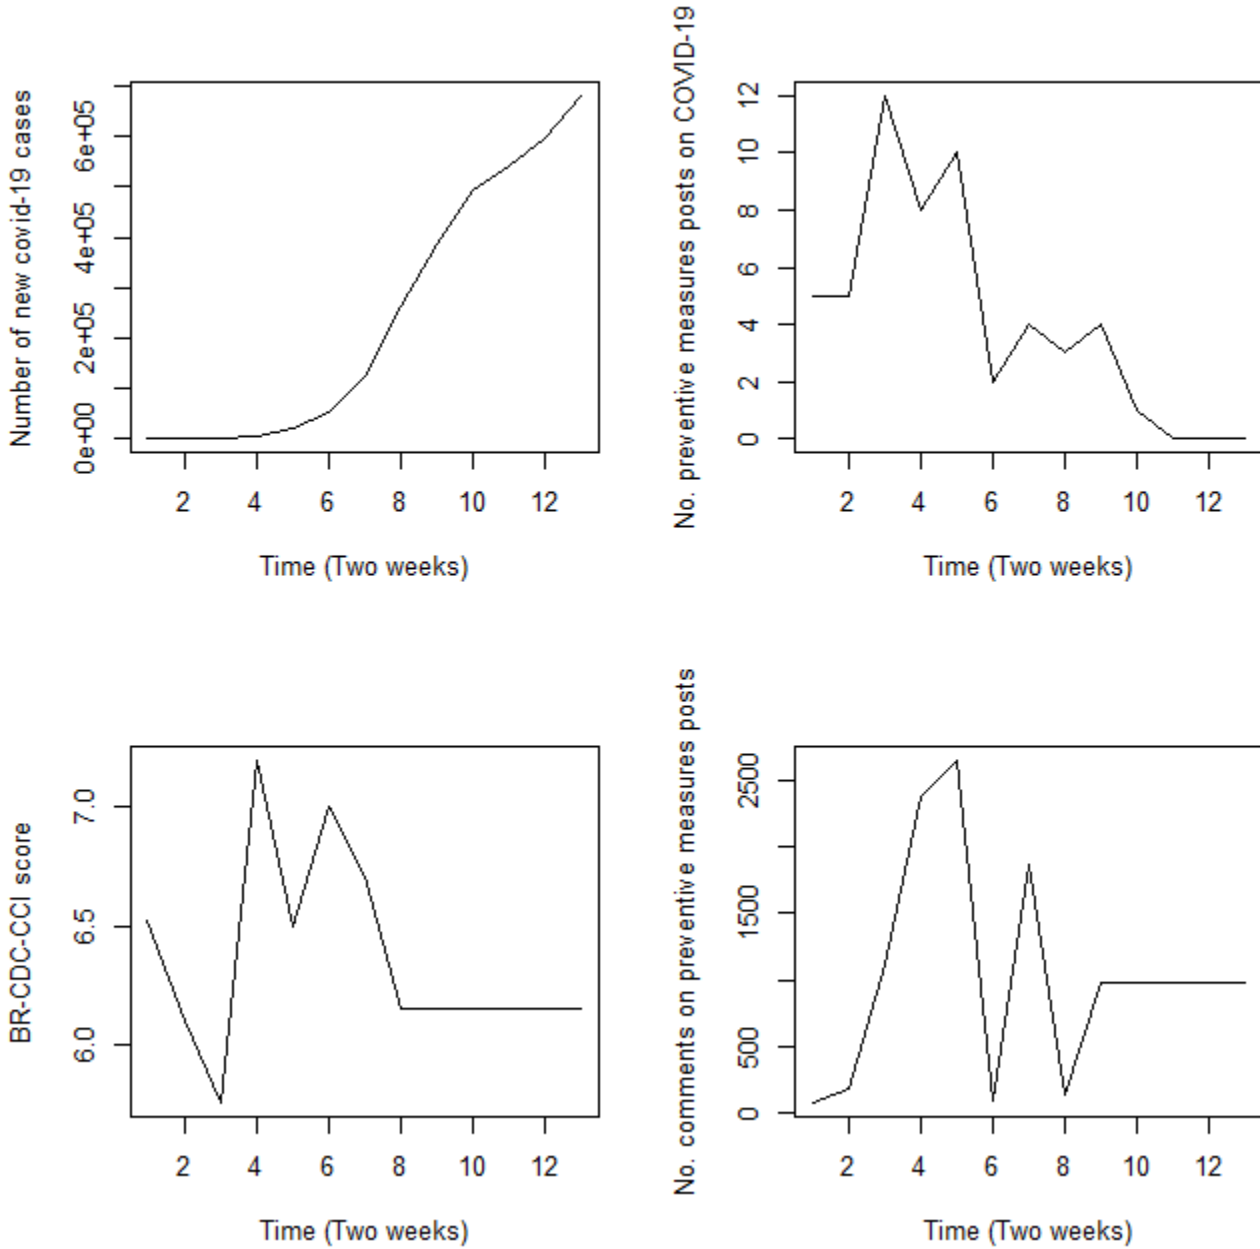 Number of new covid-19 cases
0e+00 2e+05 4e+05 6e+05
2 4 6 8 10 12
Time (Two weeks)
No. preventive measures posts on COVID-19
0 2 4 6 8 10 12
2 4 6 8 10 12
Time (Two weeks)
BR-CDC-CCI score
6.0 6.5 7.0
2 4 6 8 10 12
Time (Two weeks)
No. comments on preventive measures posts
0 500 1500 2500
2 4 6 8 10 12
Time (Two weeks)